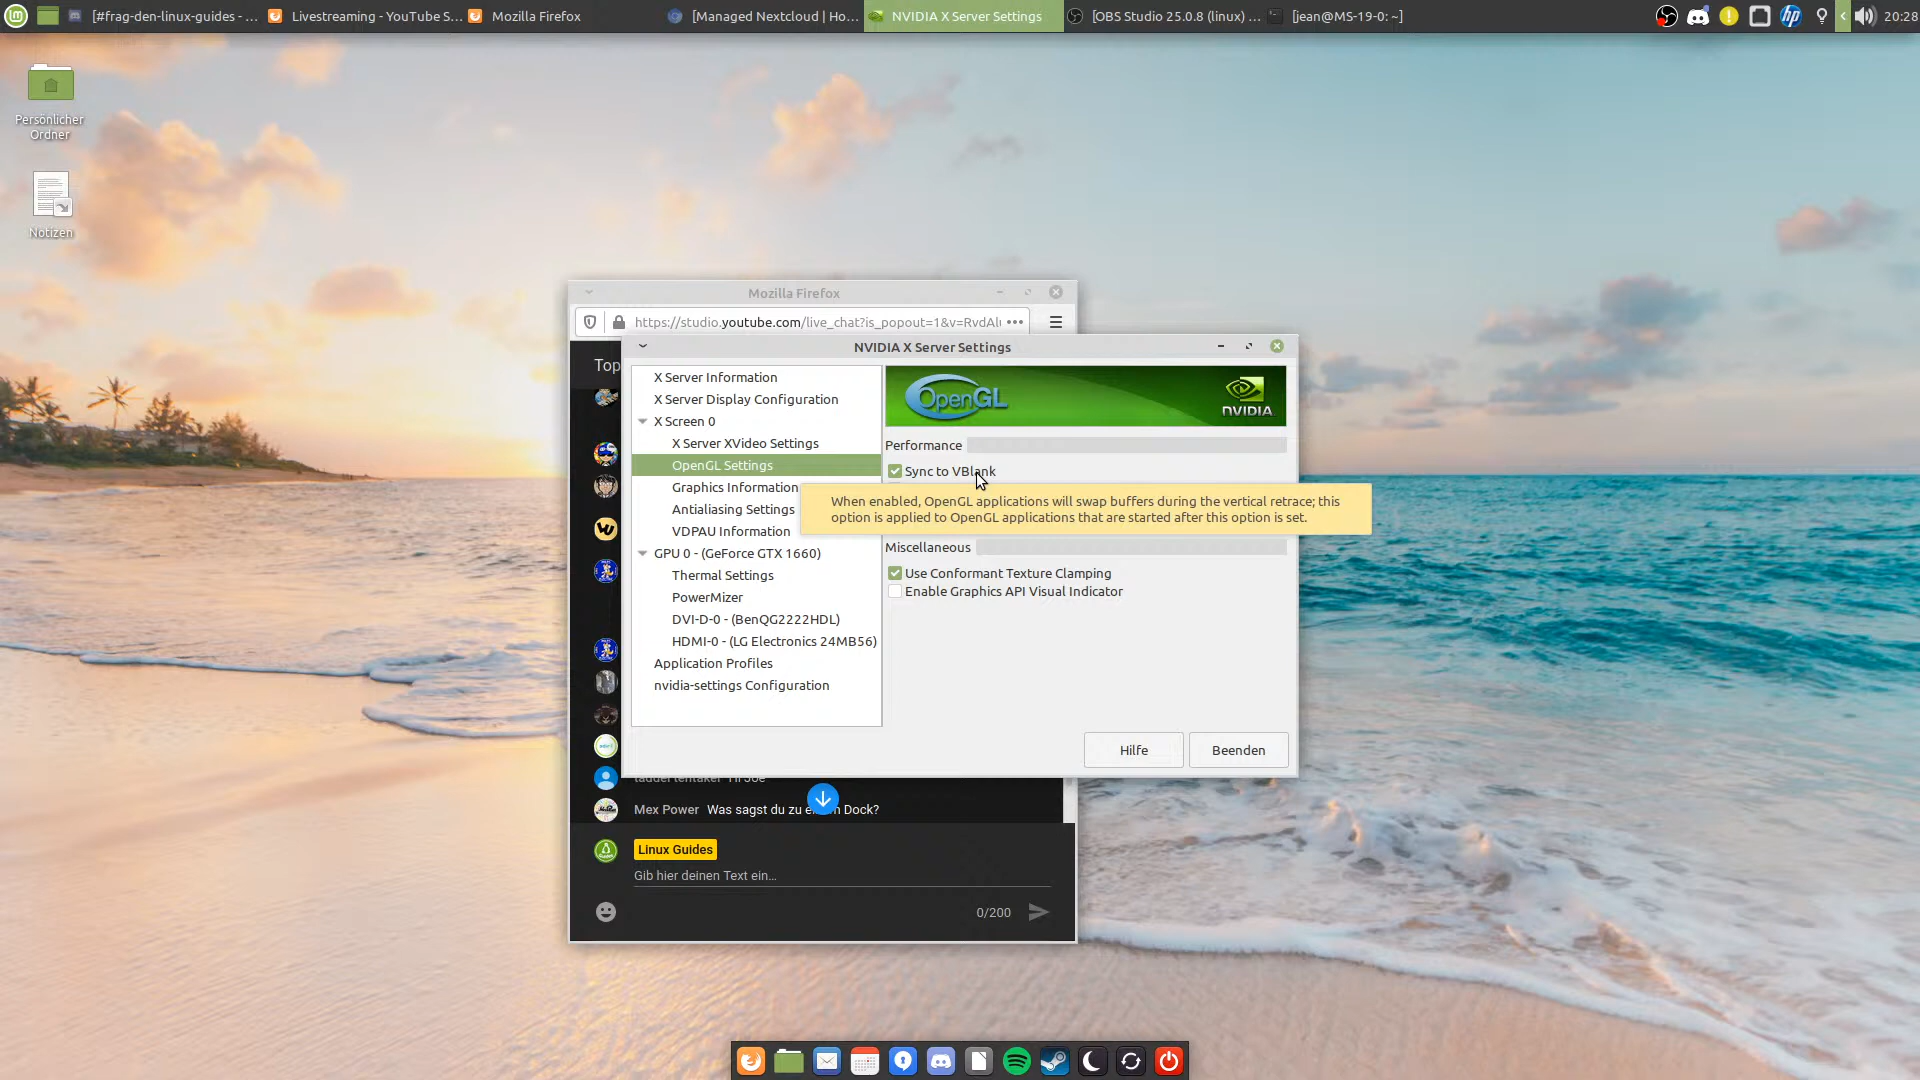 [#frag-den-linux-guides - ...
Livestreaming - YouTube S...
Mozilla Firefox
[Managed Nextcloud | Ho...
NVIDIA X Server Settings
[OBS Studio 25.0.8 (linux) ...
[jean@MS-19-0: ~]
hp
20:28
Persönlicher
Ordner
Notizen
Mozilla Firefox
https://studio.youtube.com/live_chat?is_popout=1&v=RvdAl
Top
NVIDIA X Server Settings
X Server Information
X Server Display Configuration
X Screen 0
X Server XVideo Settings
OpenGL Settings
Graphics Information
Antialiasing Settings
VDPAU Information
GPU 0 - (GeForce GTX 1660)
Thermal Settings
PowerMizer
DVI-D-0 - (BenQG2222HDL)
HDMI-0 - (LG Electronics 24MB56)
Application Profiles
nvidia-settings Configuration
OpenGL
NVIDIA
Performance
Sync to VBlank
When enabled, OpenGL applications will swap buffers during the vertical retrace; this
option is applied to OpenGL applications that are started after this option is set.
Miscellaneous
Use Conformant Texture Clamping
Enable Graphics API Visual Indicator
Hilfe
Beenden
Mex Power Was sagst du zu Dock?
Linux Guides
Gib hier deinen Text ein...
0/200